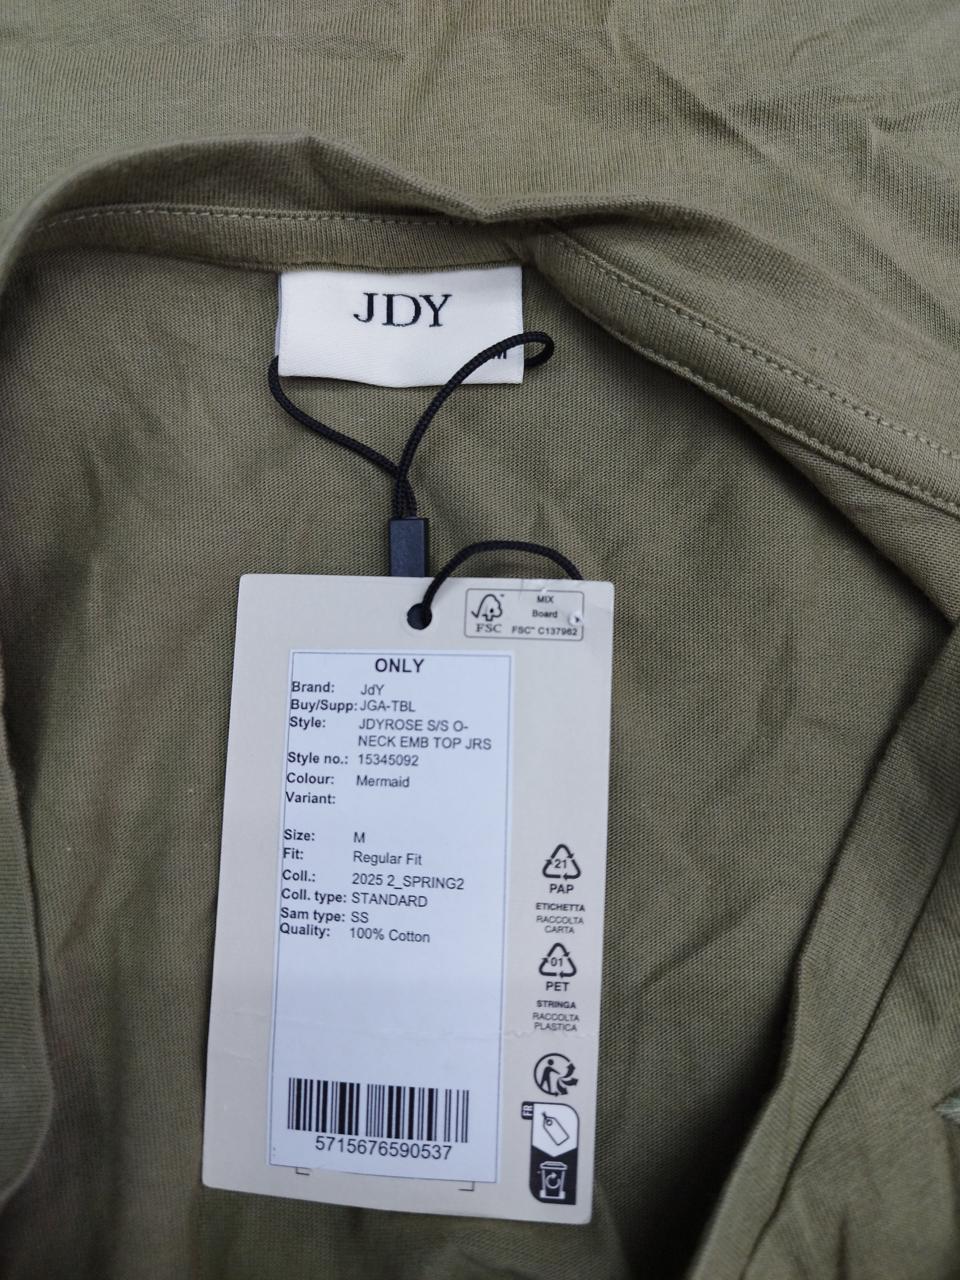 JDY
M
FSC
MIX
Board
FSC™ C137962
ONLY
Brand: JdY
Buy/Supp: JGA-TBL
Style: JDYROSE S/S O-
NECK EMB TOP JRS
Style no.: 15345092
Colour: Mermaid
Variant:
Size: M
Fit: Regular Fit
Coll.: 2025 2_SPRING2
Coll. type: STANDARD
Sam type: SS
Quality: 100% Cotton
5715676590537
21
PAP
ETICHETTA
RACCOLTA
CARTA
01
PET
STRINGA
RACCOLTA
PLASTICA
FR